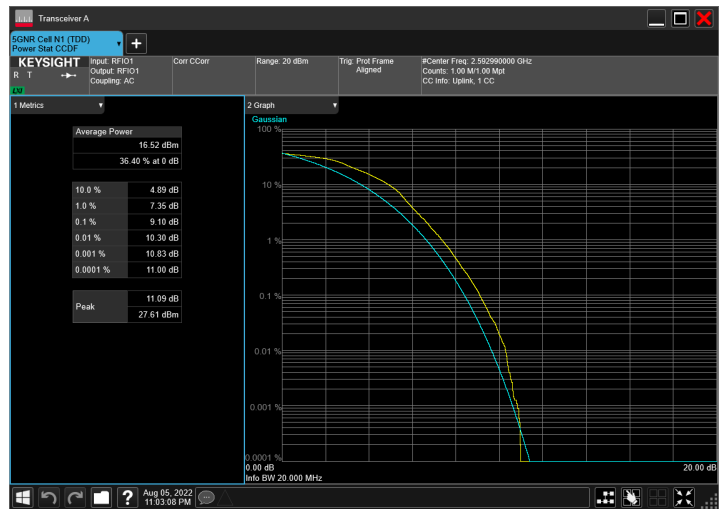 Transceiver A
5GNR Cell N1 (TDD)
Power Stat CCDF
KEYSIGHT
R T
LXI
Input: RFIO1
Output: RFIO1
Coupling: AC
Corr CCorr
Range: 20 dBm
Trig: Prot Frame
Aligned
#Center Freq: 2.592990000 GHz
Counts: 1.00 M/1.00 Mpt
CC Info: Uplink, 1 CC
1 Metrics
Average Power
16.52 dBm
36.40 % at 0 dB
10.0 % 4.89 dB
1.0 % 7.35 dB
0.1 % 9.10 dB
0.01 % 10.30 dB
0.001 % 10.83 dB
0.0001 % 11.00 dB
Peak 11.09 dB
27.61 dBm
2 Graph
Gaussian
100 %
10 %
1 %
0.1 %
0.01 %
0.001 %
0.0001 %
0.00 dB 20.00 dB
Info BW 20.000 MHz
? Aug 05, 2022
11:03:08 PM